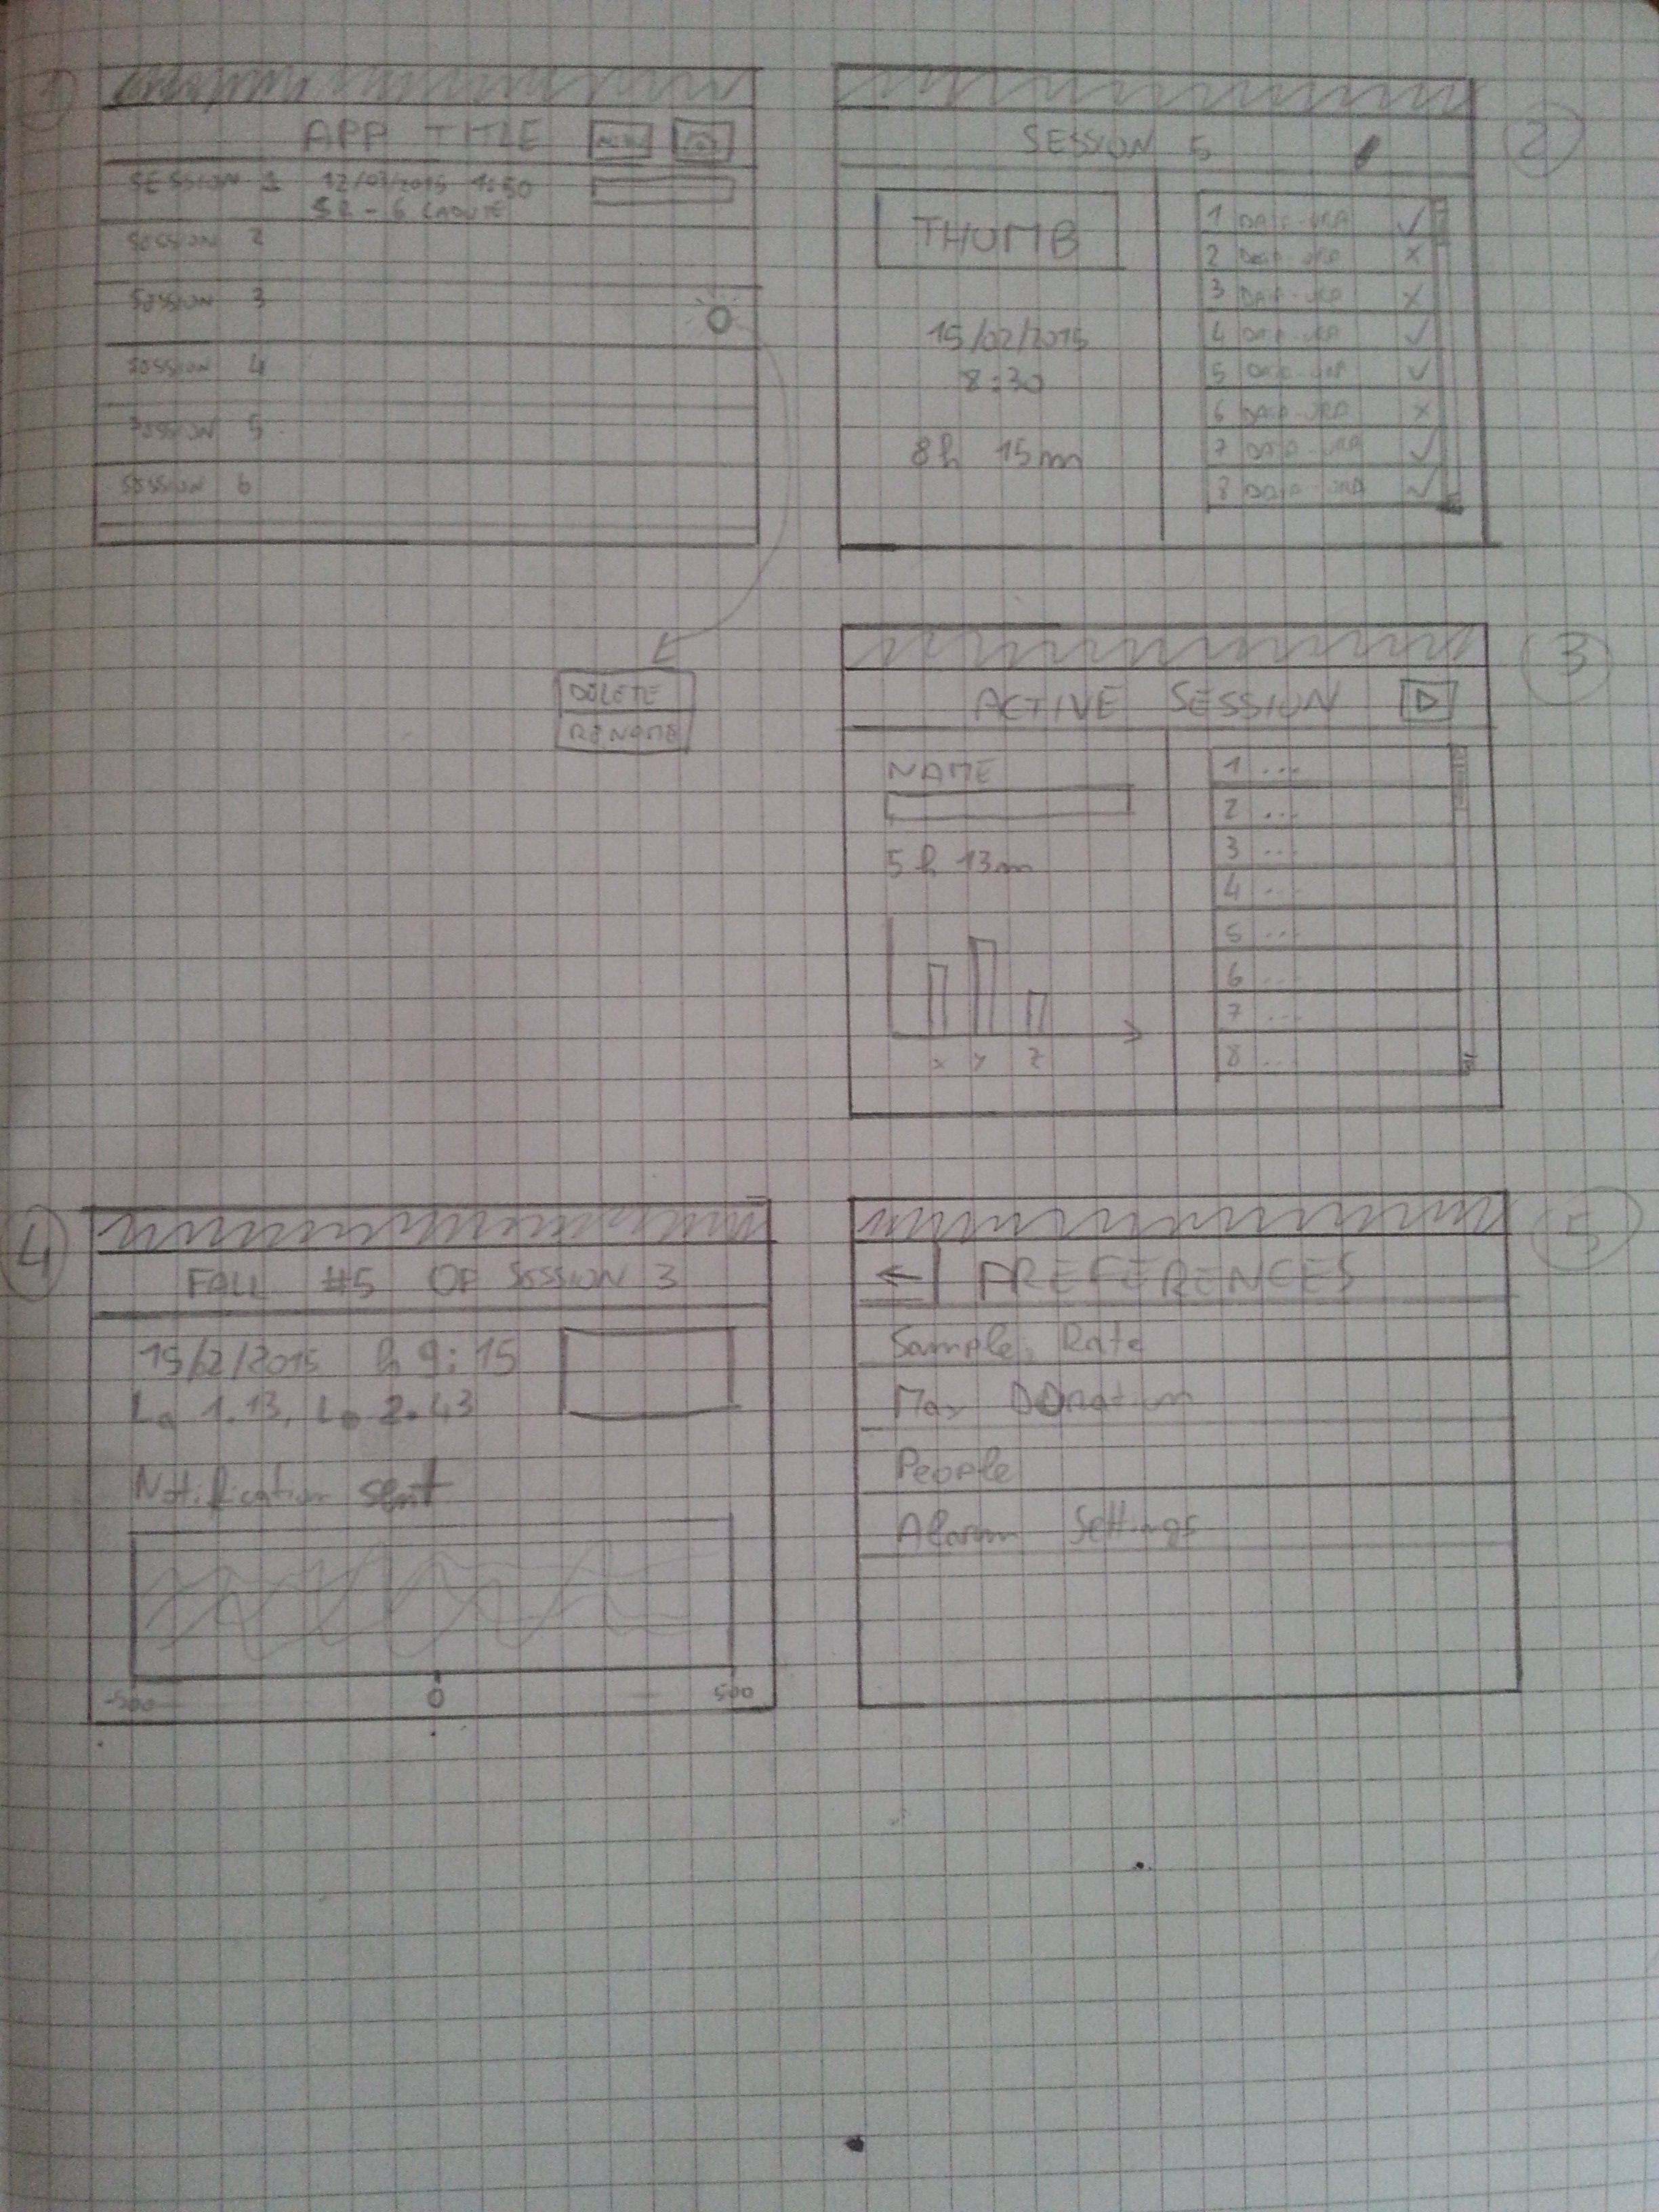 1
APP TITLE
SESSION 1 12/03/2015 1:50
6 CADUTE
SESSION 2
SESSION 3
SESSION 4
SESSION 5
SESSION 6
DELETE
RENAME
2
SESSION 5
THUMB
15/02/2015
8:30
8h 15m
1 DATA-ORA ✓
2 DATA-ORA x
3 DATA-ORA x
4 DATA-ORA ✓
5 DATA-ORA ✓
6 DATA-ORA x
7 DATA-ORA ✓
8 DATA-ORA ✓
3
ACTIVE SESSION
NAME
5h 13m
x y z
1 ...
2 ...
3 ...
4 ...
5 ...
6 ...
7 ...
8 ...
4
FALL #5 OF SESSION 3
15/2/2015 h 9:15
La 1.13, Lo 2.43
Notification sent
-500 0 500
5
← PREFERENCES
Sample Rate
Max
People
Alarm Settings